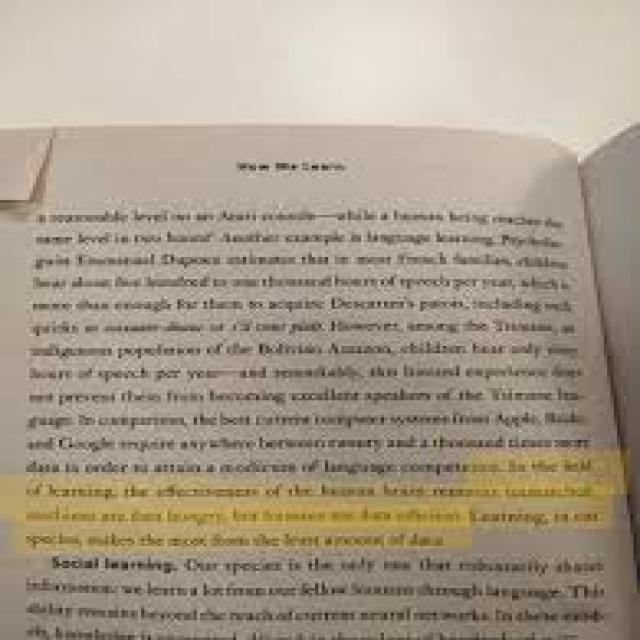 How We Learn
a reasonable level on an Atari console—while a human being reaches the
same level in two hours! Another example is language learning. Psycholin-
guist Emmanuel Dupoux estimates that in most French families, children
hear about five hundred to one thousand hours of speech per year, which is
more than enough for them to acquire Descartes's patois, including such
quirks as or s'il vous plaît. However, among the Tsimane, an
indigenous population of the Bolivian Amazon, children hear only sixty
hours of speech per year—and remarkably, this limited experience does
not prevent them from becoming excellent speakers of the Tsimane lan-
guage. In comparison, the best current computer systems from Apple, Baidu,
and Google require anywhere between twenty and a thousand times more
data in order to attain a modicum of language competence. In the field
of learning, the effectiveness of the human brain remains unmatched:
machines are data hungry, but humans are data efficient. Learning, in our
species, makes the most from the least amount of data.
Social learning. Our species is the only one that voluntarily shares
information: we learn a lot from our fellow humans through language. This
ability remains beyond the reach of current neural networks. In these mod-
els, knowledge is